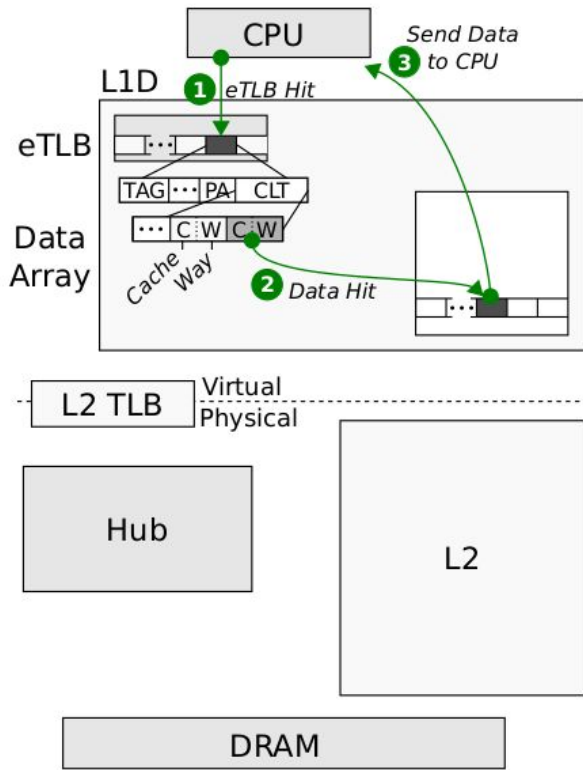 CPU
Send Data
to CPU
3
L1D
1 eTLB Hit
eTLB
...
TAG ... PA CLT
... C W C W
Data
Array
Cache
Way
2 Data Hit
...
Virtual
L2 TLB
Physical
Hub
L2
DRAM